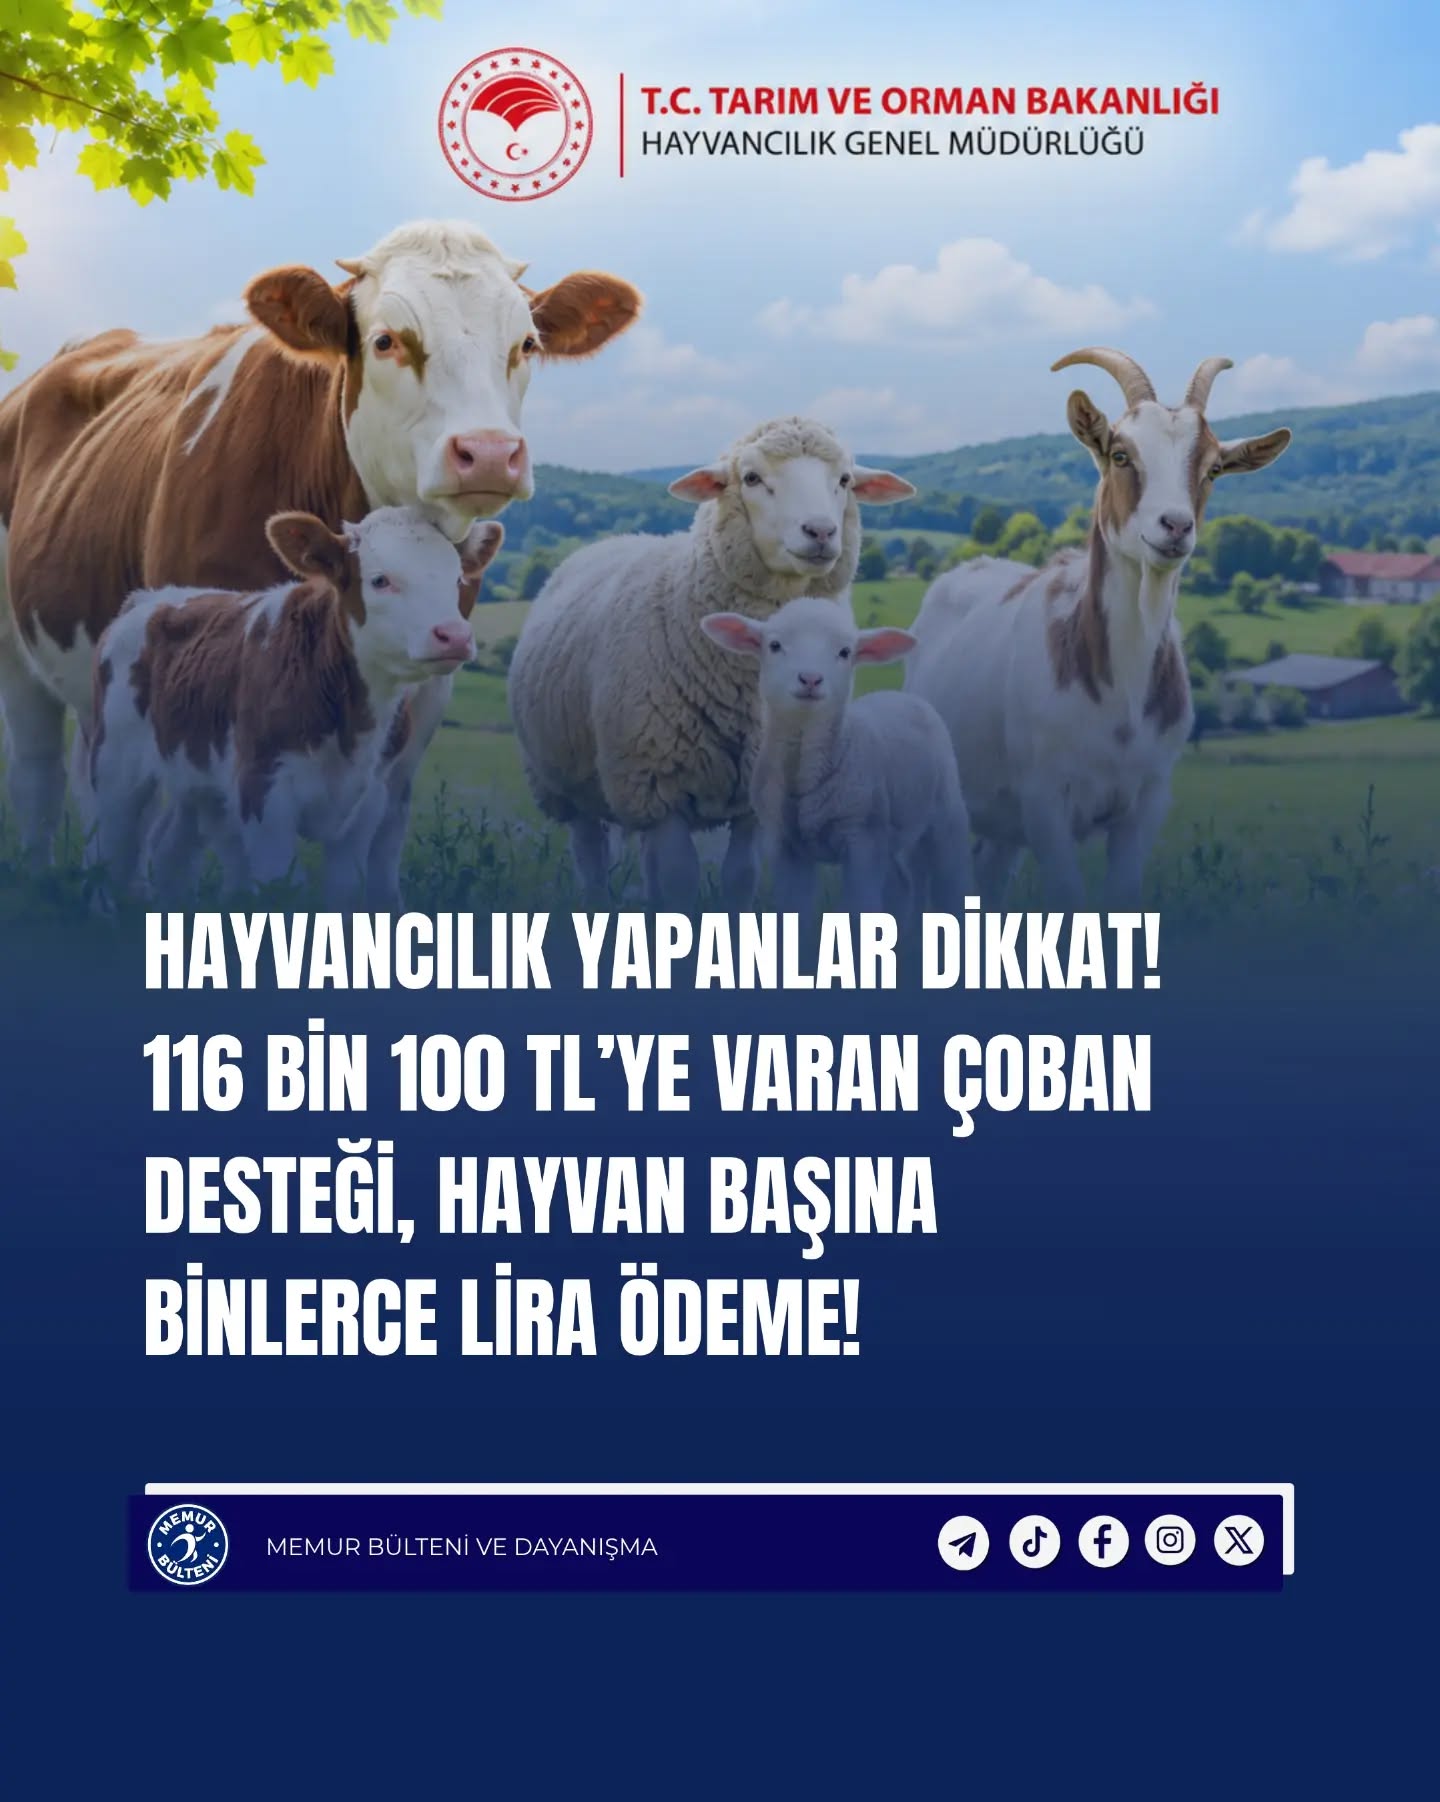 T.C. TARIM VE ORMAN BAKANLIĞI
HAYVANCILIK GENEL MÜDÜRLÜĞÜ
HAYVANCILIK YAPANLAR DİKKAT!
116 BİN 100 TL'YE VARAN ÇOBAN
DESTEĞİ, HAYVAN BAŞINA
BİNLERCE LİRA ÖDEME!
MEMUR
BÜLTENİ
MEMUR BÜLTENİ VE DAYANIŞMA